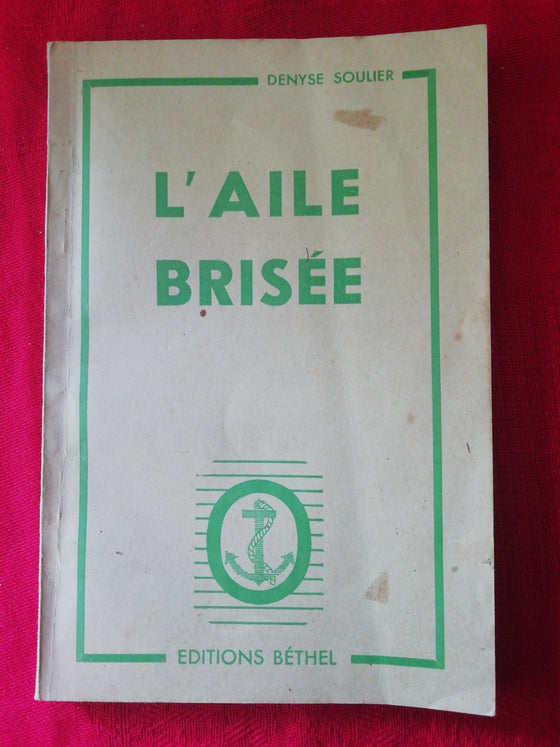 DENYSE SOULIER
L'AILE
BRISÉE
EDITIONS BÉTHEL